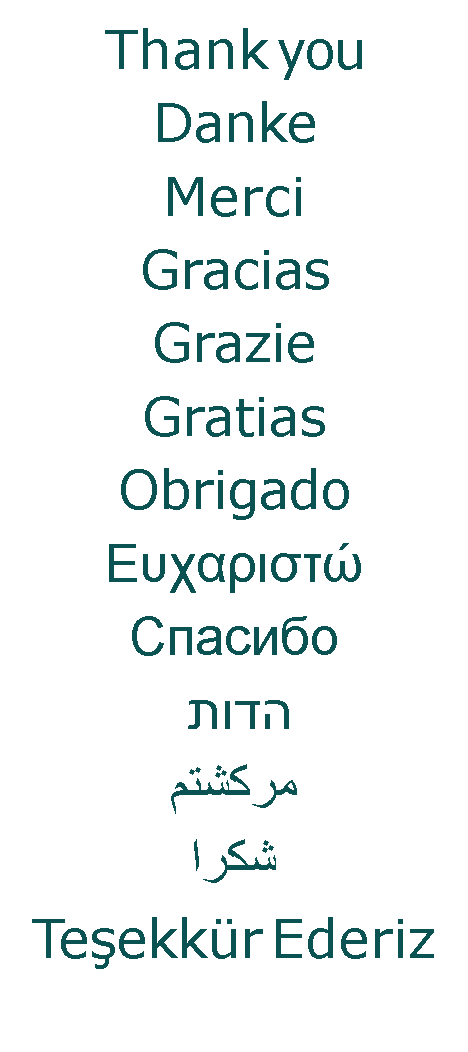 Thank you
Danke
Merci
Gracias
Grazie
Gratias
Obrigado
Ευχαριστώ
Спасибо
הדות
مركشتم
شكرا
Teşekkür Ederiz